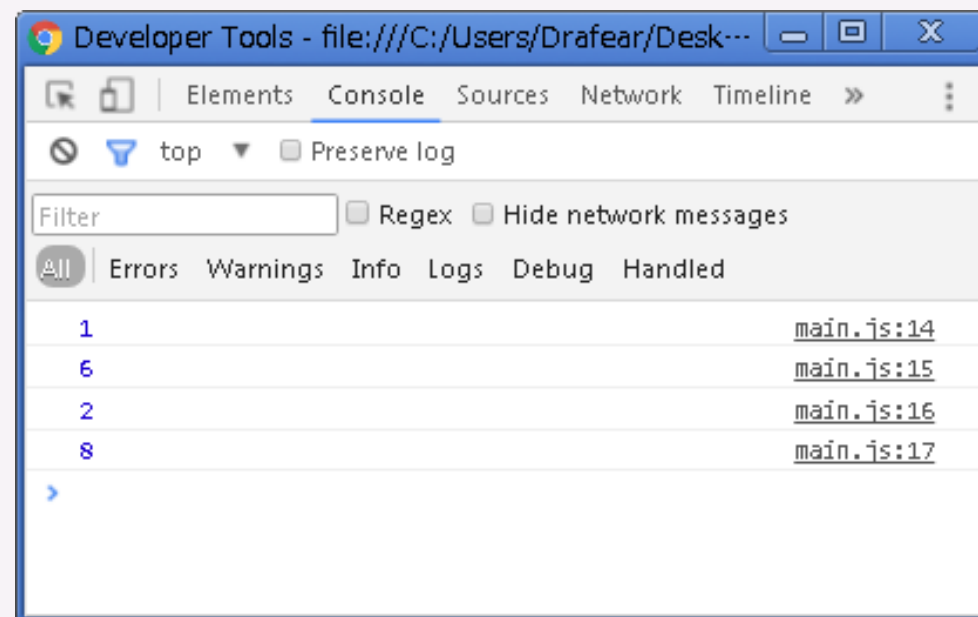 Developer Tools - file:///C:/Users/Drafear/Desk…
Elements Console Sources Network Timeline »
top ▼ Preserve log
Filter Regex Hide network messages
All Errors Warnings Info Logs Debug Handled
1 main.js:14
6 main.js:15
2 main.js:16
8 main.js:17
>